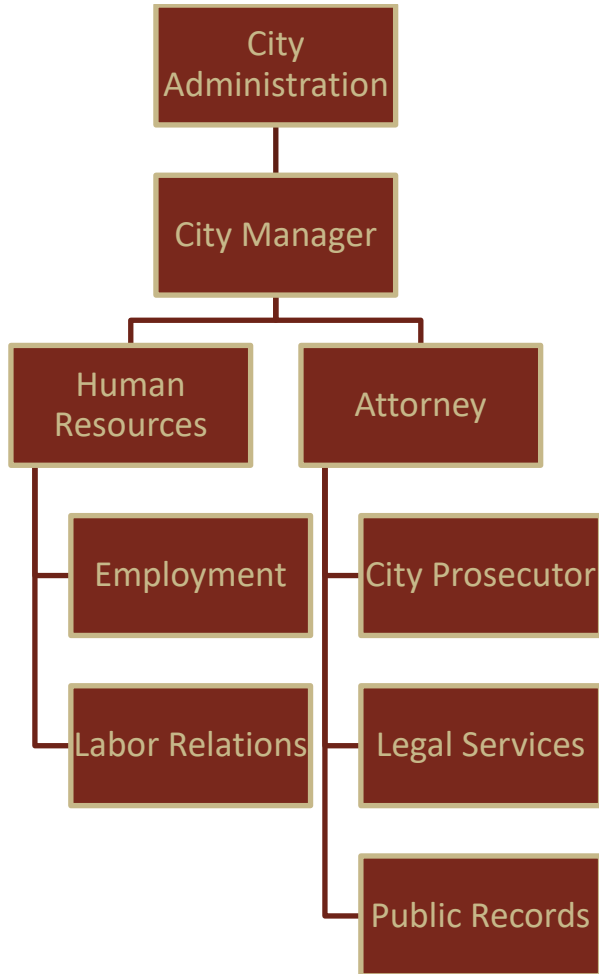 City
Administration
City Manager
Human
Resources
Attorney
Employment
City Prosecutor
Labor Relations
Legal Services
Public Records